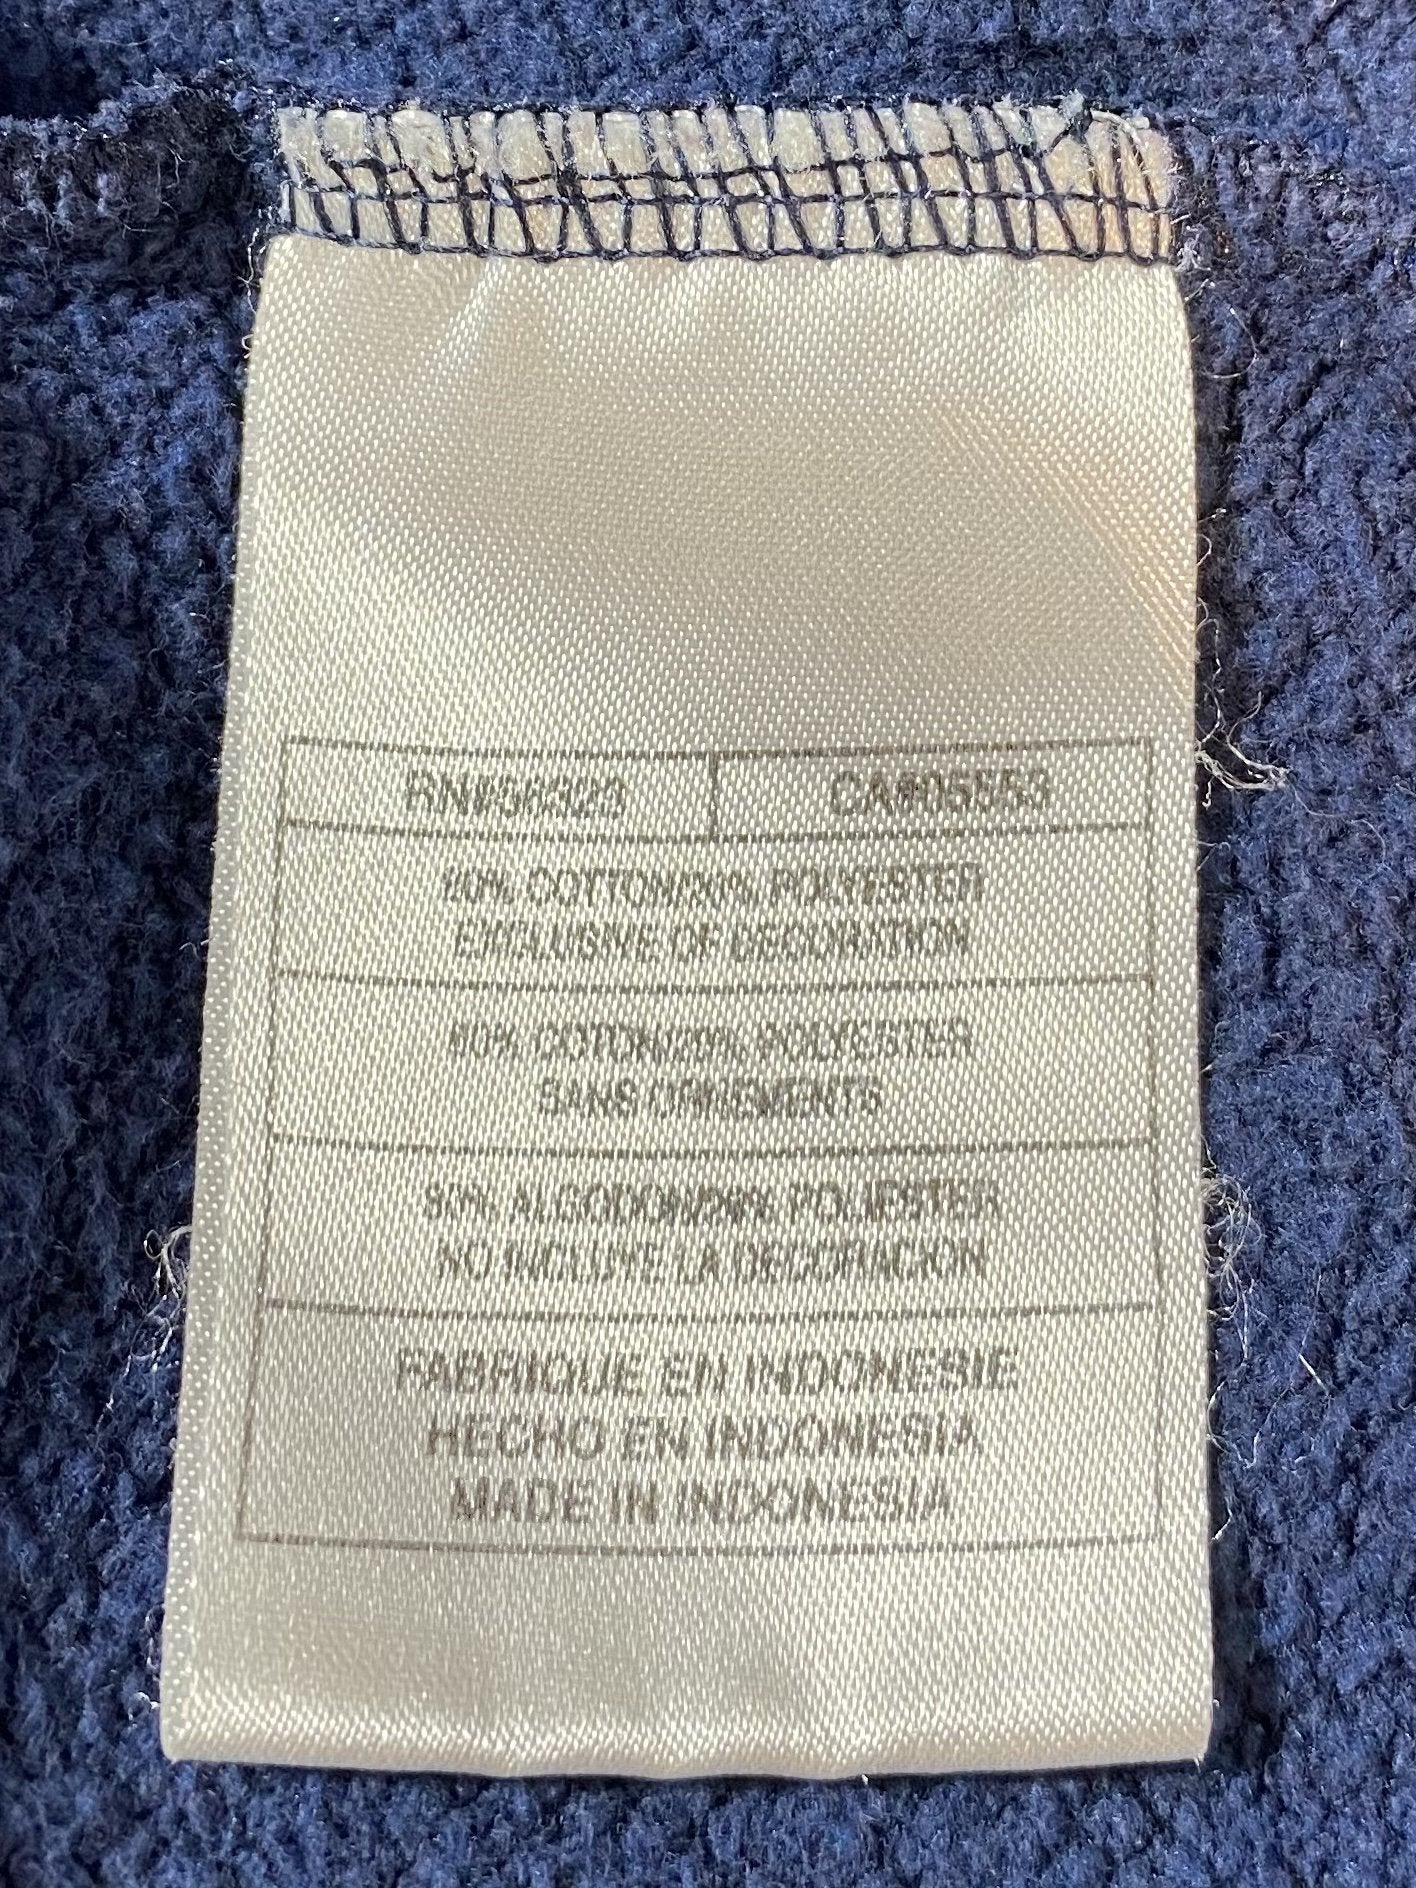 RN#56323 CA#05553
80% COTTON/20% POLYESTER
EXCLUSIVE OF DECORATION
80% COTON/20% POLYESTER
SANS ORNEMENTS
80% ALGODON/20% POLIESTER
NO INCLUYE LA DECORACION
FABRIQUE EN INDONESIE
HECHO EN INDONESIA
MADE IN INDONESIA